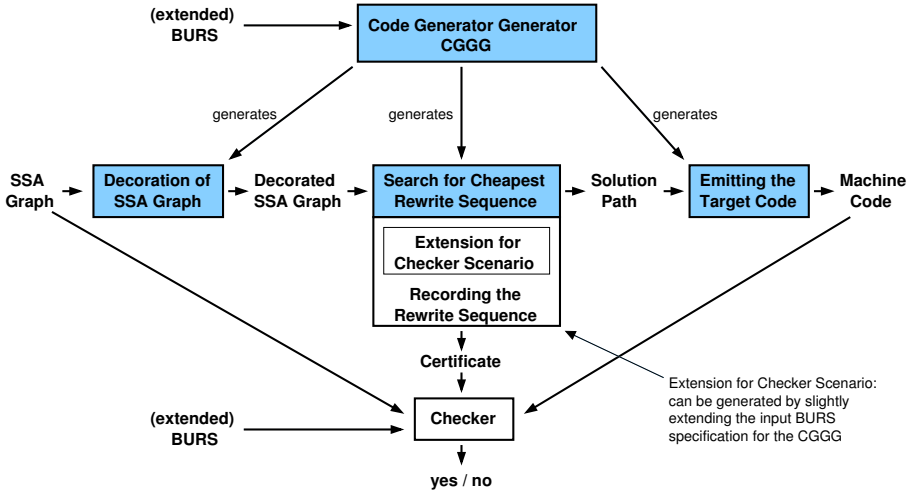 (extended)
BURS
Code Generator Generator
CGGG
generates
generates
generates
SSA
Graph
Decoration of
SSA Graph
Decorated
SSA Graph
Search for Cheapest
Rewrite Sequence
Solution
Path
Emitting the
Target Code
Machine
Code
Extension for
Checker Scenario
Recording the
Rewrite Sequence
Certificate
Extension for Checker Scenario:
can be generated by slightly
extending the input BURS
specification for the CGGG
(extended)
BURS
Checker
yes / no